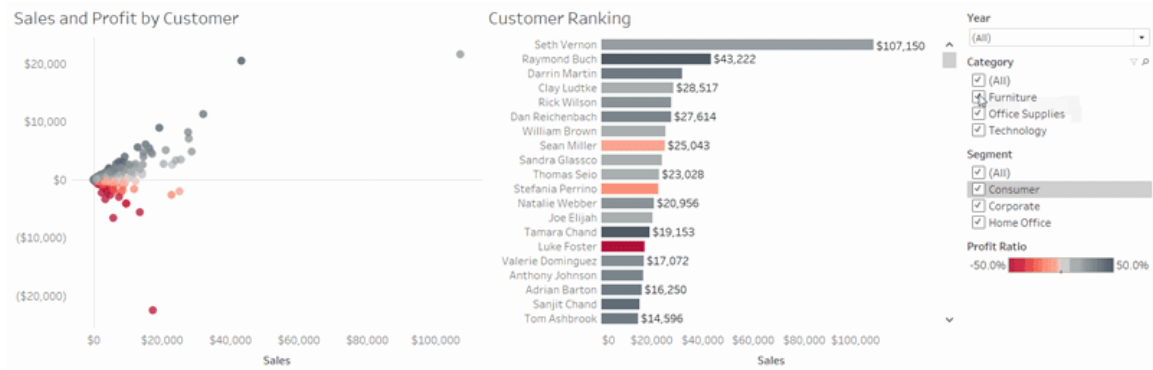 Sales and Profit by Customer
$20,000
$10,000
$0
($10,000)
($20,000)
$0 $20,000 $40,000 $60,000 $80,000 $100,000
Sales
Customer Ranking
Seth Vernon $107,150
Raymond Buch $43,222
Darrin Martin
Clay Ludtke $28,517
Rick Wilson
Dan Reichenbach $27,614
William Brown
Sean Miller $25,043
Sandra Glassco
Thomas Seio $23,028
Stefania Perrino
Natalie Webber $20,956
Joe Elijah
Tamara Chand $19,153
Luke Foster
Valerie Dominguez $17,072
Anthony Johnson
Adrian Barton $16,250
Sanjit Chand
Tom Ashbrook $14,596
$0 $20,000 $40,000 $60,000 $80,000 $100,000
Sales
Year
(All)
Category
(All)
Furniture
Office Supplies
Technology
Segment
(All)
Consumer
Corporate
Home Office
Profit Ratio
-50.0% 50.0%